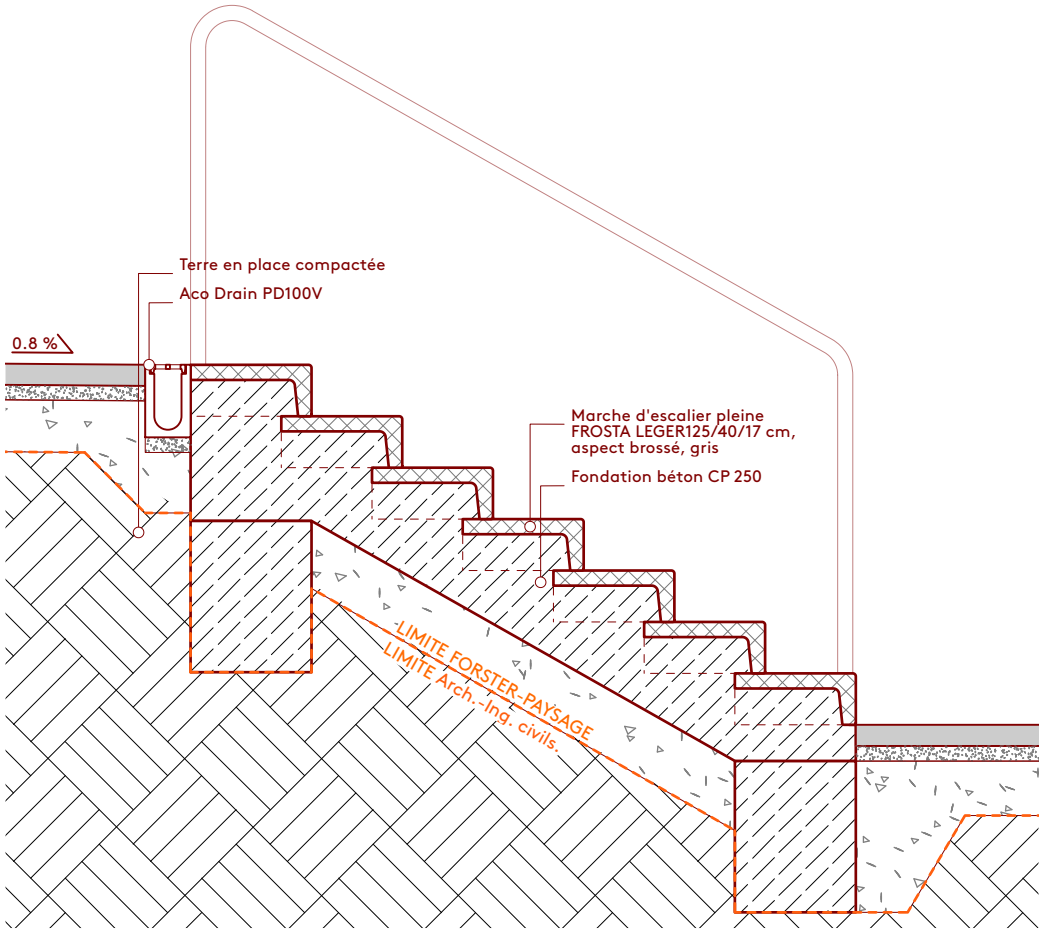 Terre en place compactée
Aco Drain PD100V
0.8 %
Marche d'escalier pleine
FROSTA LEGER125/40/17 cm,
aspect brossé, gris
Fondation béton CP 250
-LIMITE FORSTER-PAYSAGE
LIMITE Arch.-Ing. civils.